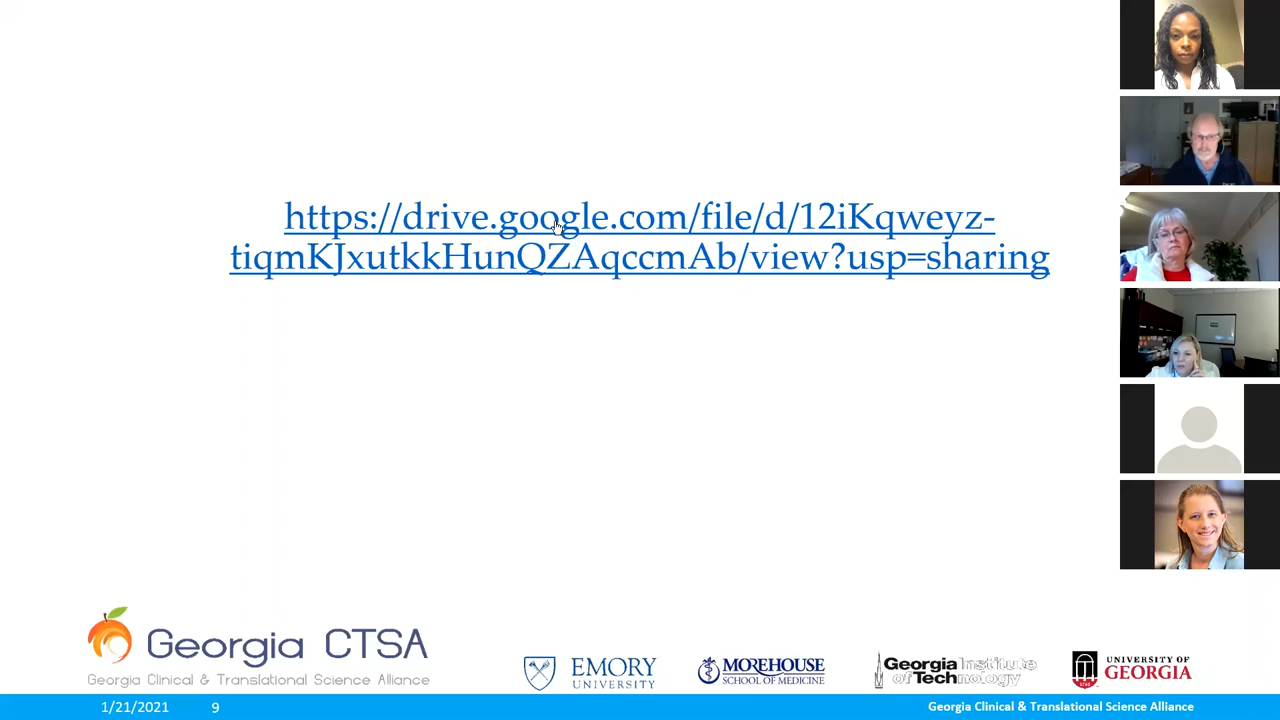 https://drive.google.com/file/d/12iKqweyz-
tiqmKJxutkkHunQZAqccmAb/view?usp=sharing
Georgia CTSA
Georgia Clinical & Translational Science Alliance
EMORY
UNIVERSITY
MOREHOUSE
SCHOOL OF MEDICINE
Georgia Institute
of Technology
UNIVERSITY OF
GEORGIA
1/21/2021
9
Georgia Clinical & Translational Science Alliance